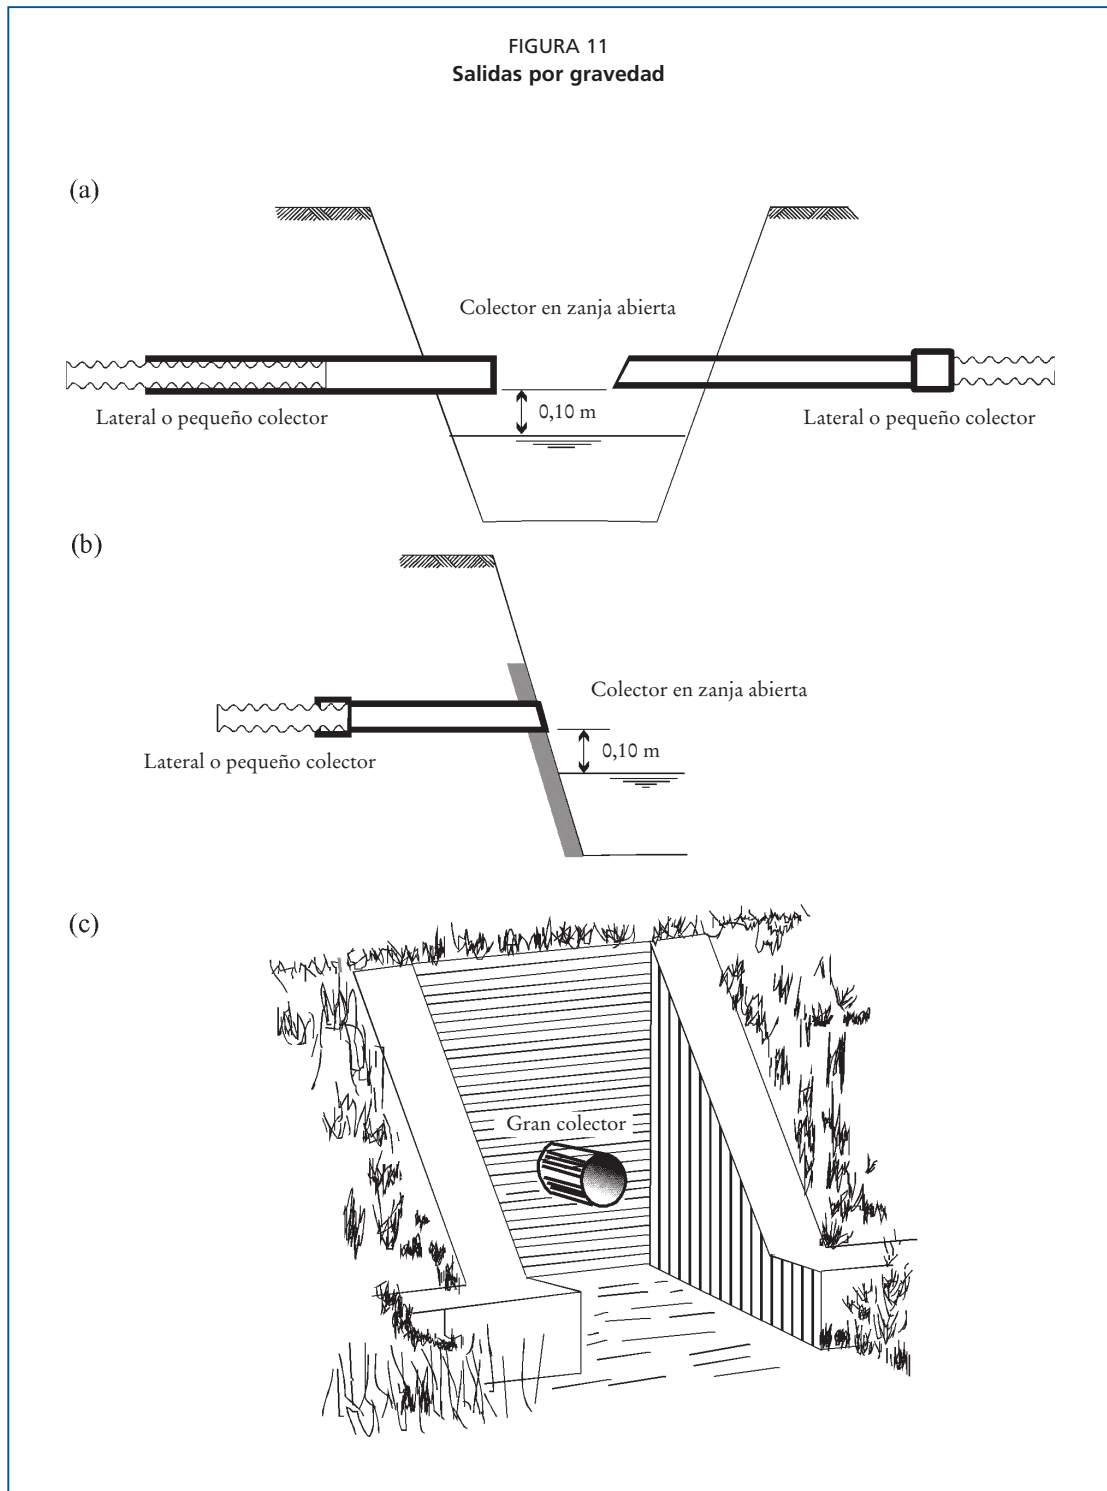 FIGURA 11
Salidas por gravedad
(a)
Colector en zanja abierta
0,10 m
Lateral o pequeño colector
Lateral o pequeño colector
(b)
Colector en zanja abierta
0,10 m
Lateral o pequeño colector
(c)
Gran colector